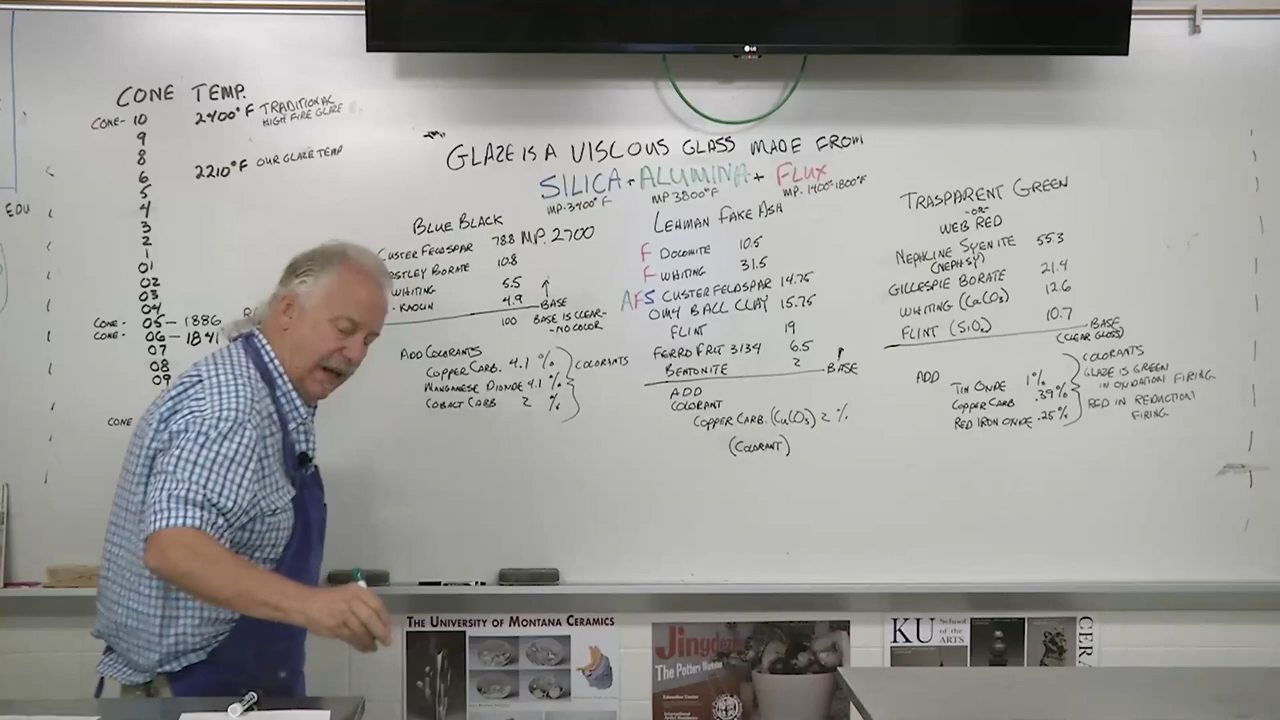 LG
CONE TEMP.
CONE- 10 2400°F TRADITIONAL
HIGH FIRE GLAZE
9
8
6 2210°F OUR GLAZE TEMP
5
4
3
2
1
01
02
03
04
CONE- 05 - 1886
CONE- 06 - 1841
07
08
09
CONE
EDU
GLAZE IS A VISCOUS GLASS MADE FROM
SILICA + ALUMINA + FLUX
MP-3400°F MP 3800°F MP. 1400°-1800°F
BLUE BLACK
CUSTER FELDSPAR 78.8 MP. 2700
BORATE 10.8
WHITING 5.5
KAOLIN 4.9 BASE
100 BASE IS CLEAR-
-NO COLOR
ADD COLORANTS
COPPER CARB. 4.1 %
MANGANESE DIOXIDE 4.1 %
COBALT CARB 2 %
COLORANTS
LEHMAN FAKE ASH
F DOLOMITE 10.5
F WHITING 31.5
AFS CUSTER FELDSPAR 14.75
OM4 BALL CLAY 15.75
FLINT 19
FERRO FRIT 3134 6.5
BENTONITE 2 BASE
ADD
COLORANT
COPPER CARB. (CuCO3) 2 %
(COLORANT)
TRASPARENT GREEN
-OR-
WEB RED
NEPHLINE SYENITE 55.3
(NEPH SY)
GILLESPIE BORATE 21.4
WHITING (CaCO3) 12.6
FLINT (SiO2) 10.7
BASE
(CLEAR GLOSS)
ADD
TIN OXIDE 1%
COPPER CARB .39%
RED IRON OXIDE .25%
COLORANTS
GLAZE IS GREEN
IN OXIDATION FIRING.
RED IN REDUCTION
FIRING.
THE UNIVERSITY OF MONTANA CERAMICS
The Pottery
KU School
of the
ARTS
CERA